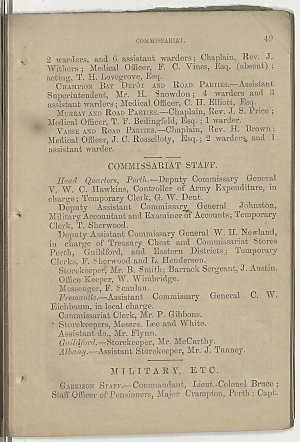 COMMISSARIAT. 49
2 warders, and 6 assistant warders; Chaplain, Rev. J.
Withers; Medical Officer, F. C. Vines, Esq. (absent);
acting, T. H. Lovegrove, Esq.
CHAMPION BAY DEPÔT AND ROAD PARTIES.—Assistant
Superintendent, Mr. H. Snowdon; 4 warders and 3
assistant warders; Medical Officer, C. H. Elliott, Esq.
MURRAY AND ROAD PARTIES.—Chaplain, Rev. J. S. Price;
Medical Officer, T. P. Bedingfeld, Esq.; 1 warder.
VASSE AND ROAD PARTIES.—Chaplain, Rev. H. Brown;
Medical Officer, J. C. Rosselloty, Esq.; 2 warders, and 1
assistant warder.
COMMISSARIAT STAFF.
Head Quarters, Perth.—Deputy Commissary General
V. W. C. Hawkins, Controller of Army Expenditure, in
charge; Temporary Clerk, G. W. Dent.
Deputy Assistant Commissary General Johnston,
Military Accountant and Examiner of Accounts; Temporary
Clerk, T. Sherwood.
Deputy Assistant Commissary General W. H. Newland,
in charge of Treasury Chest and Commissariat Stores
Perth, Guildford, and Eastern Districts; Temporary
Clerks, F. Sherwood and L. Henderson.
Storekeeper, Mr. B. Smith; Barrack Sergeant, J. Austin.
Office Keeper, W. Wimbridge.
Messenger, F. Scanlan.
Freemantle.—Assistant Commissary General C. W.
Eichbaum, in local charge.
Commissariat Clerk, Mr. P. Gibbons.
Storekeepers, Messrs. Lee and White.
Assistant do., Mr. Flynn.
Guildford.—Storekeeper, Mr. McCarthy.
Albany.—Assistant Storekeeper, Mr. J. Tunney.
MILITARY, ETC.
GARRISON STAFF.—Commandant, Lieut.-Colonel Bruce;
Staff Officer of Pensioners, Major Crampton, Perth: Capt.